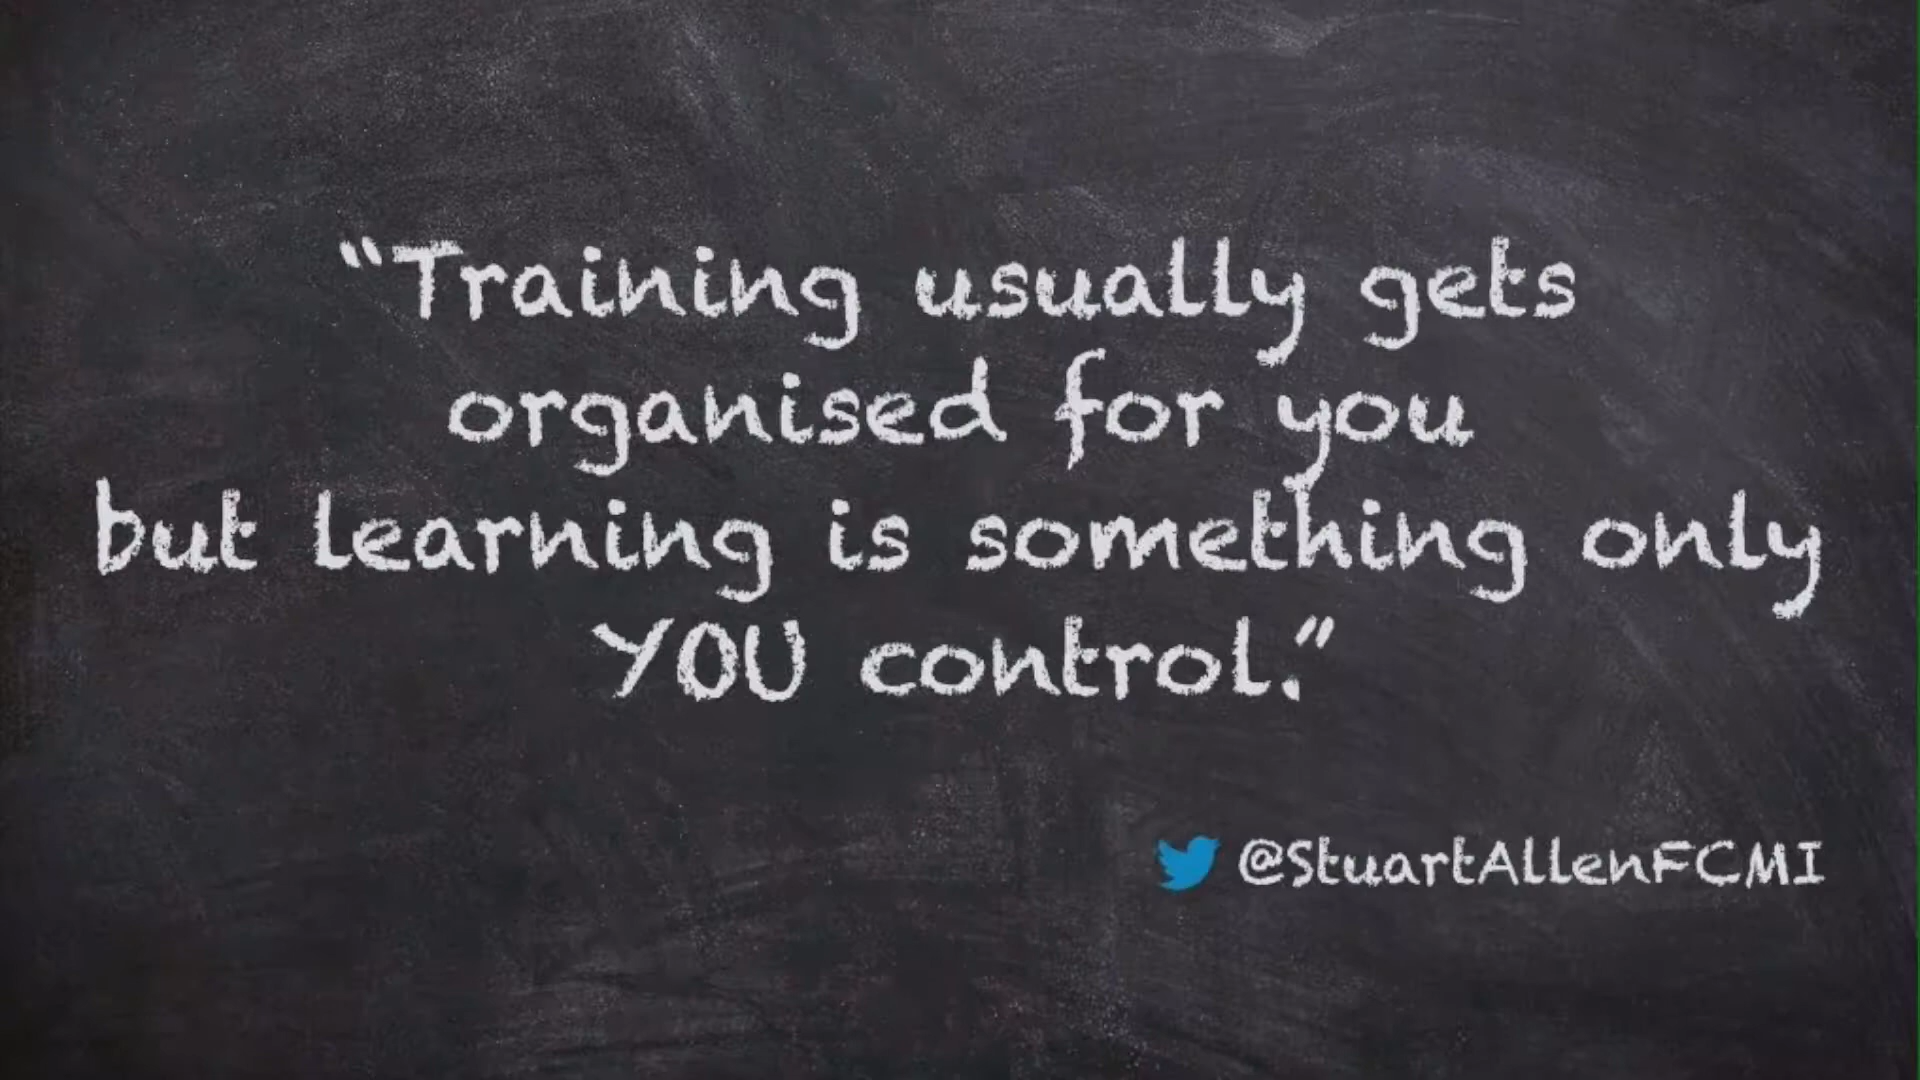 “Training usually gets
organised for you
but learning is something only
YOU control.”
@StuartAllenFCMI